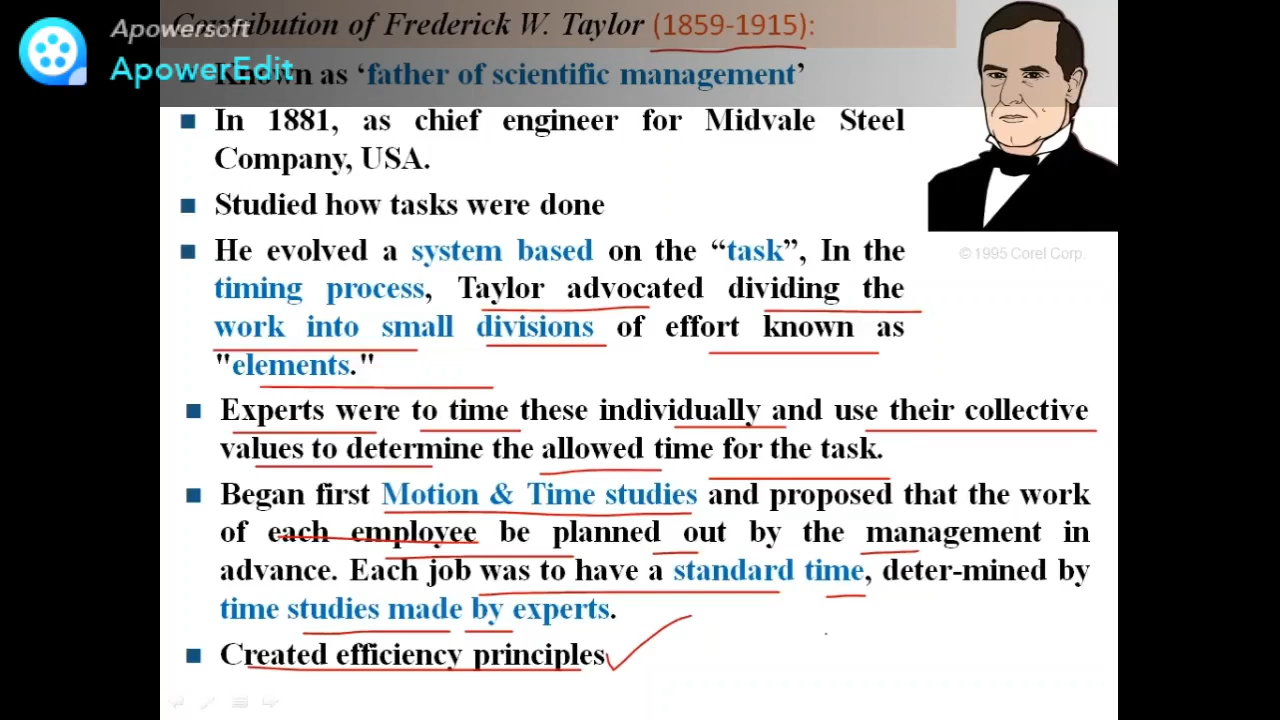 Apowersoft
ApowerEdit
Contribution of Frederick W. Taylor (1859-1915):
Known as ‘father of scientific management’
In 1881, as chief engineer for Midvale Steel
Company, USA.
Studied how tasks were done
He evolved a system based on the “task”, In the
timing process, Taylor advocated dividing the
work into small divisions of effort known as
"elements."
© 1995 Corel Corp.
Experts were to time these individually and use their collective
values to determine the allowed time for the task.
Began first Motion & Time studies and proposed that the work
of each employee be planned out by the management in
advance. Each job was to have a standard time, deter-mined by
time studies made by experts.
Created efficiency principles